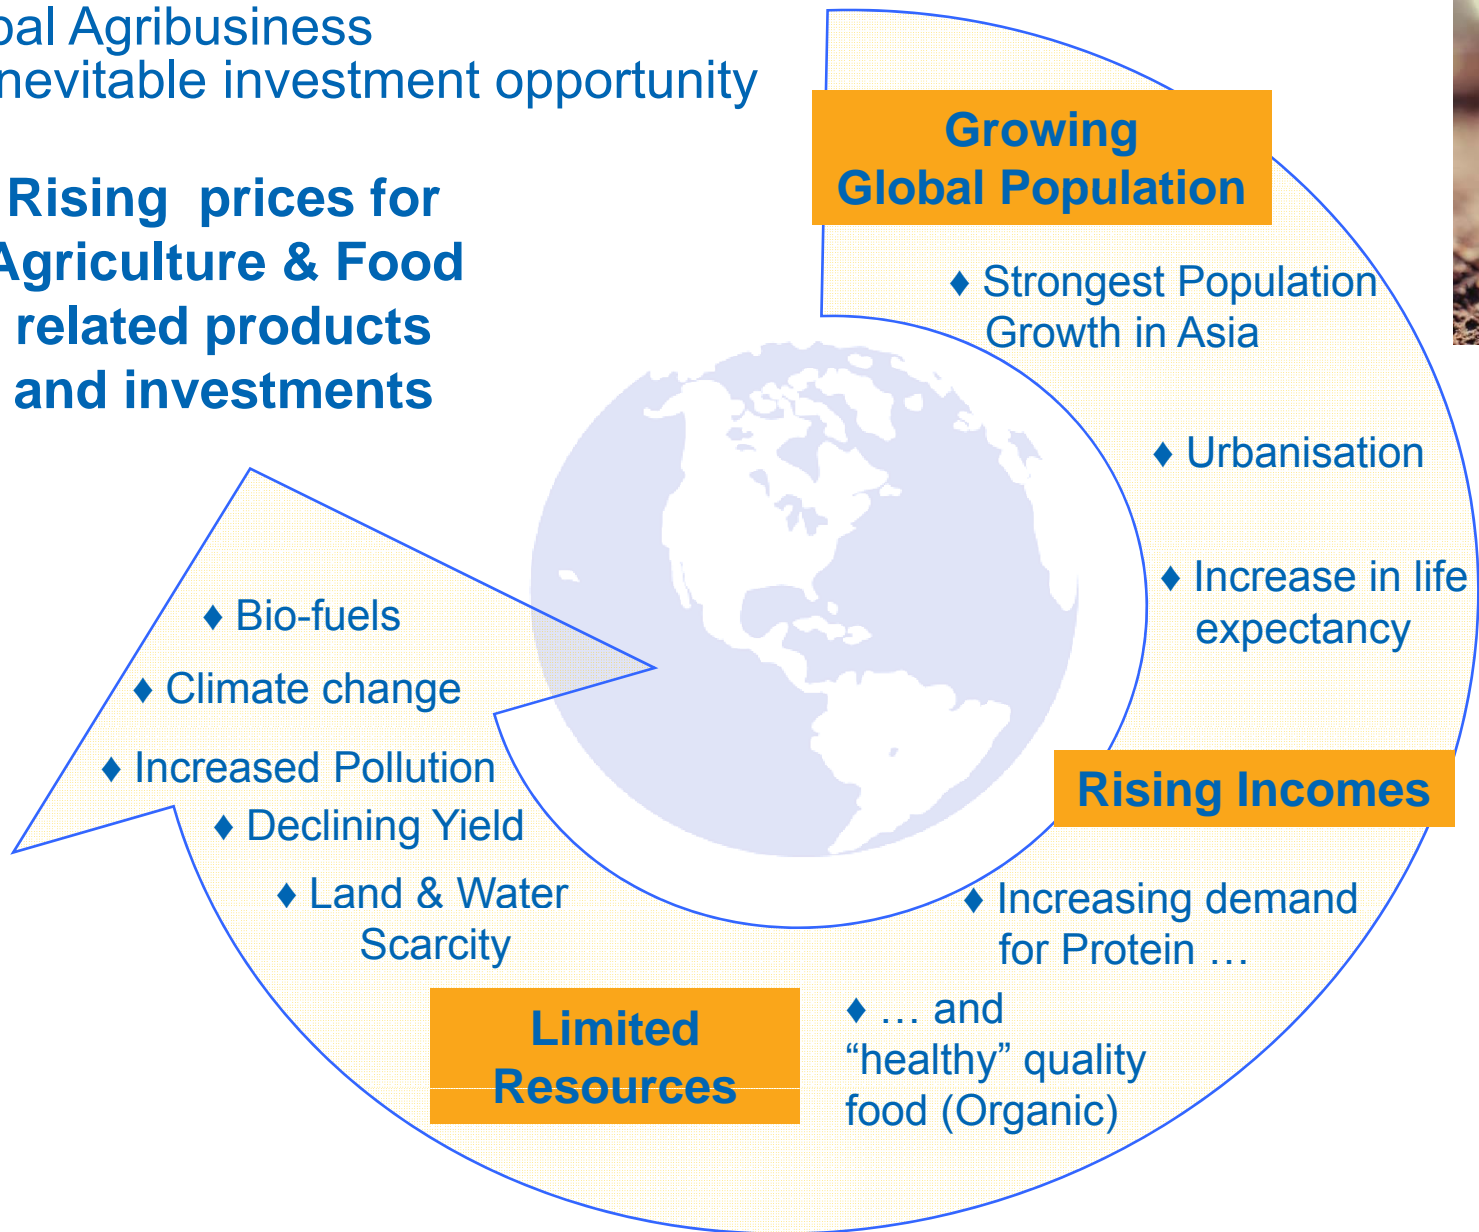 bal Agribusiness
nevitable investment opportunity
Rising prices for
Agriculture & Food
related products
and investments
Growing
Global Population
♦ Strongest Population
Growth in Asia
♦ Urbanisation
♦ Increase in life
expectancy
Rising Incomes
♦ Increasing demand
for Protein …
♦ … and
“healthy” quality
food (Organic)
Limited
Resources
♦ Land & Water
Scarcity
♦ Declining Yield
♦ Increased Pollution
♦ Climate change
♦ Bio-fuels